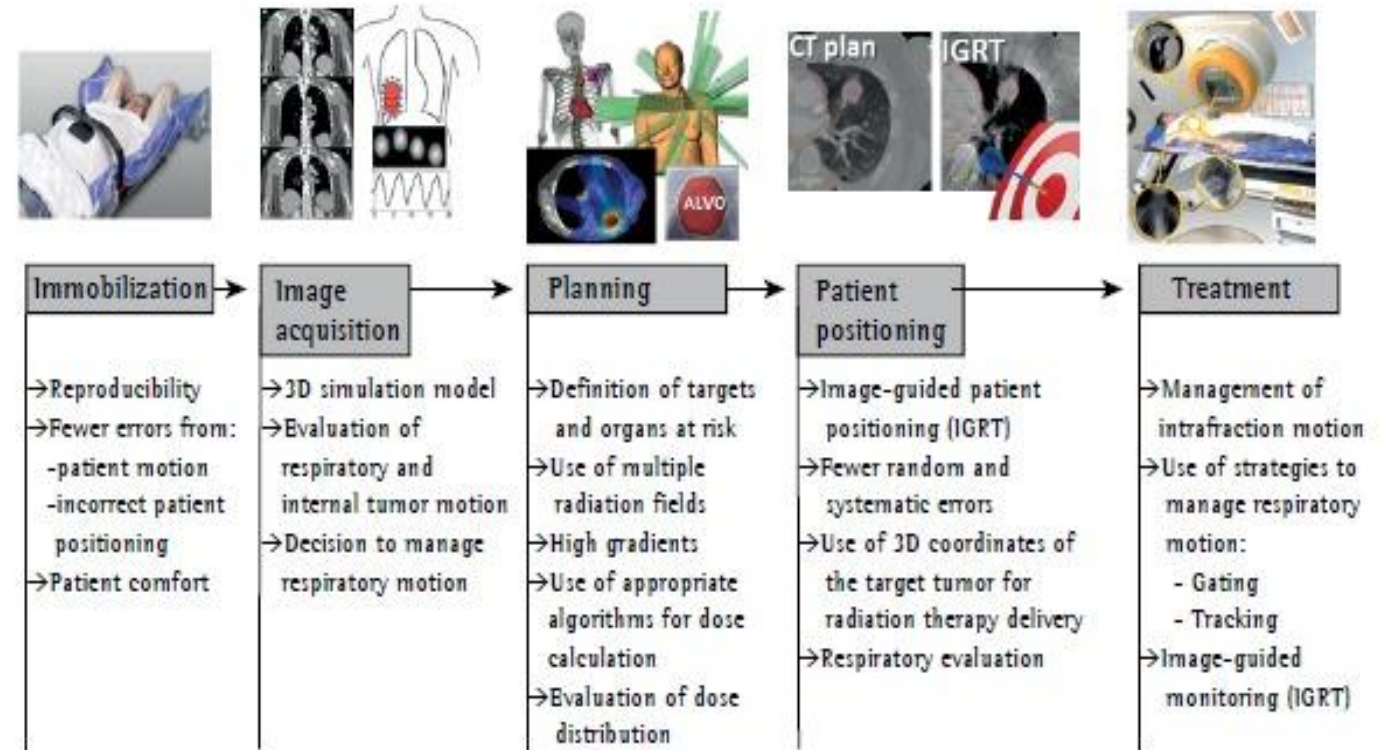 CT plan
IGRT
ALVO
Immobilization
→Reproducibility
→Fewer errors from:
-patient motion
-incorrect patient
positioning
→Patient comfort
Image
acquisition
→3D simulation model
→Evaluation of
respiratory and
internal tumor motion
→Decision to manage
respiratory motion
Planning
→Definition of targets
and organs at risk
→Use of multiple
radiation fields
→High gradients
→Use of appropriate
algorithms for dose
calculation
→Evaluation of dose
distribution
Patient
positioning
→Image-guided patient
positioning (IGRT)
→Fewer random and
systematic errors
→Use of 3D coordinates of
the target tumor for
radiation therapy delivery
→Respiratory evaluation
Treatment
→Management of
intrafraction motion
→Use of strategies to
manage respiratory
motion:
- Gating
- Tracking
→Image-guided
monitoring (IGRT)